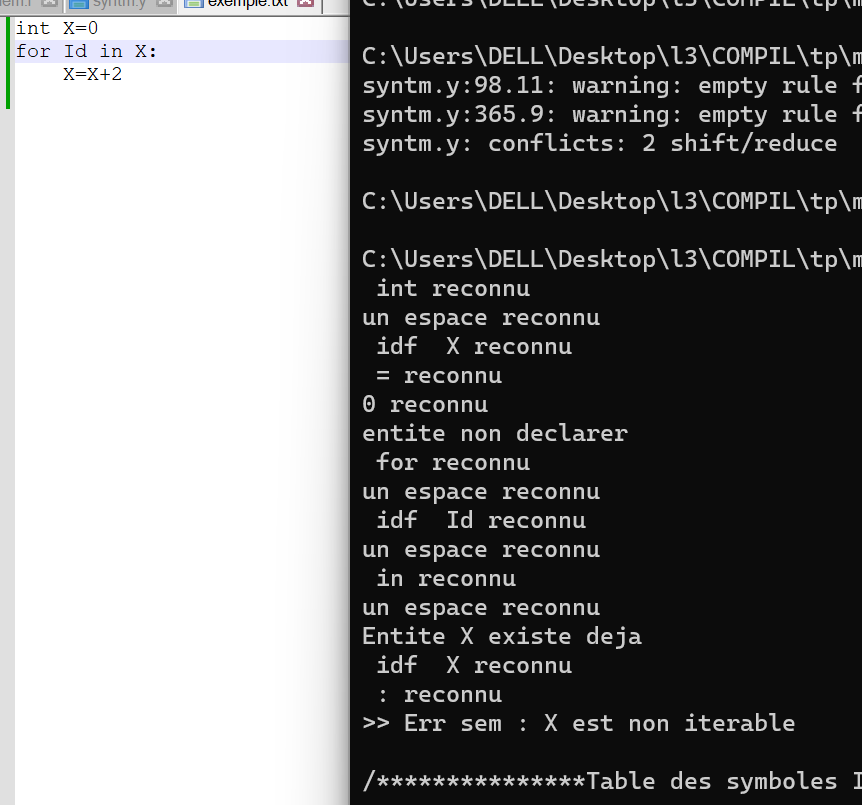 syntm.y
exemple.txt
int X=0
for Id in X:
    X=X+2
C:\Users\DELL\Desktop\l3\COMPIL\tp\m
C:\Users\DELL\Desktop\l3\COMPIL\tp\m
syntm.y:98.11: warning: empty rule f
syntm.y:365.9: warning: empty rule f
syntm.y: conflicts: 2 shift/reduce
C:\Users\DELL\Desktop\l3\COMPIL\tp\m
C:\Users\DELL\Desktop\l3\COMPIL\tp\m
 int reconnu
un espace reconnu
 idf  X reconnu
 = reconnu
0 reconnu
entite non declarer
 for reconnu
un espace reconnu
 idf  Id reconnu
un espace reconnu
 in reconnu
un espace reconnu
Entite X existe deja
 idf  X reconnu
 : reconnu
>> Err sem : X est non iterable
/***************Table des symboles I